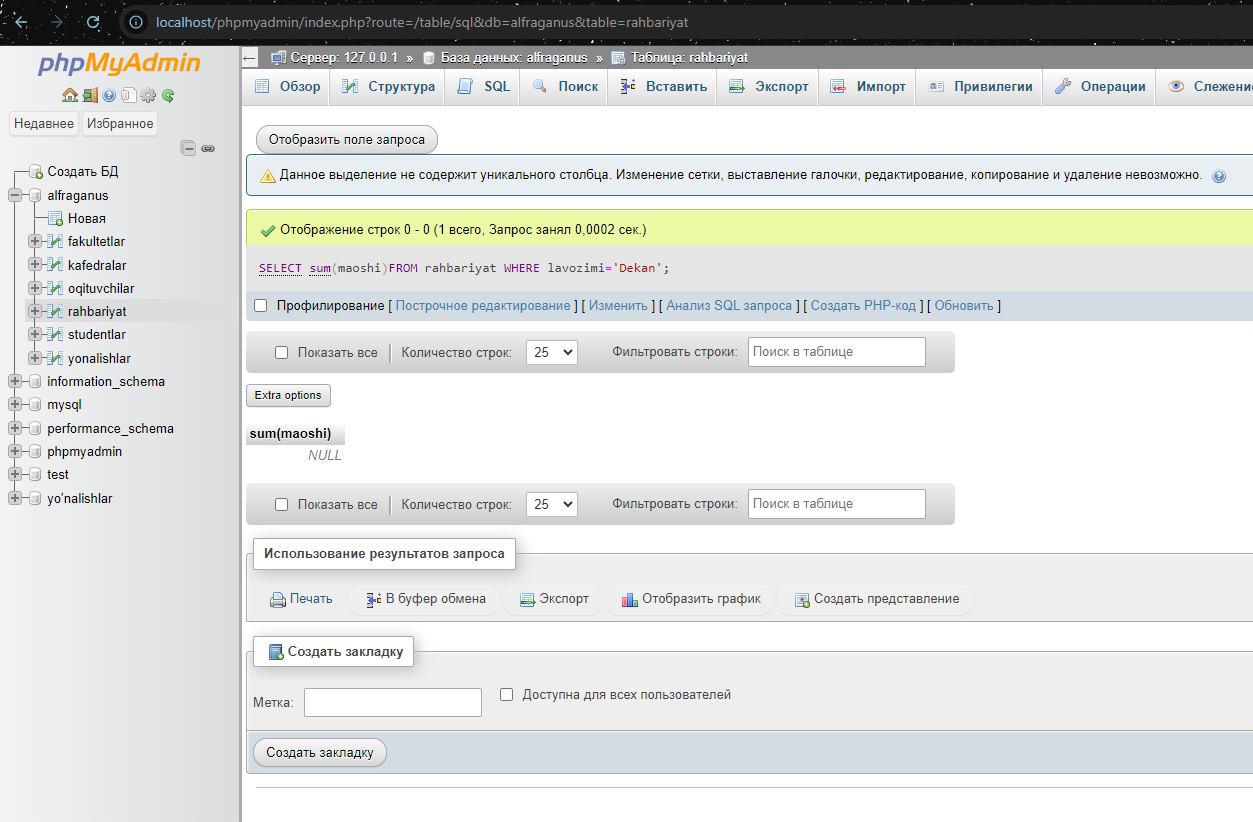 localhost/phpmyadmin/index.php?route=/table/sql&db=alfraganus&table=rahbariyat
phpMyAdmin
Недавнее Избранное
Создать БД
alfraganus
Новая
fakultetlar
kafedralar
oqituvchilar
rahbariyat
studentlar
yonalishlar
information_schema
mysql
performance_schema
phpmyadmin
test
yo'nalishlar
Сервер: 127.0.0.1 » База данных: alfraganus » Таблица: rahbariyat
Обзор Структура SQL Поиск Вставить Экспорт Импорт Привилегии Операции Слежение
Отобразить поле запроса
Данное выделение не содержит уникального столбца. Изменение сетки, выставление галочки, редактирование, копирование и удаление невозможно.
Отображение строк 0 - 0 (1 всего, Запрос занял 0,0002 сек.)
SELECT sum(maoshi)FROM rahbariyat WHERE lavozimi='Dekan';
Профилирование [ Построчное редактирование ] [ Изменить ] [ Анализ SQL запроса ] [ Создать PHP-код ] [ Обновить ]
Показать все Количество строк: 25 Фильтровать строки: Поиск в таблице
Extra options
sum(maoshi)
NULL
Показать все Количество строк: 25 Фильтровать строки: Поиск в таблице
Использование результатов запроса
Печать В буфер обмена Экспорт Отобразить график Создать представление
Создать закладку
Метка: Доступна для всех пользователей
Создать закладку